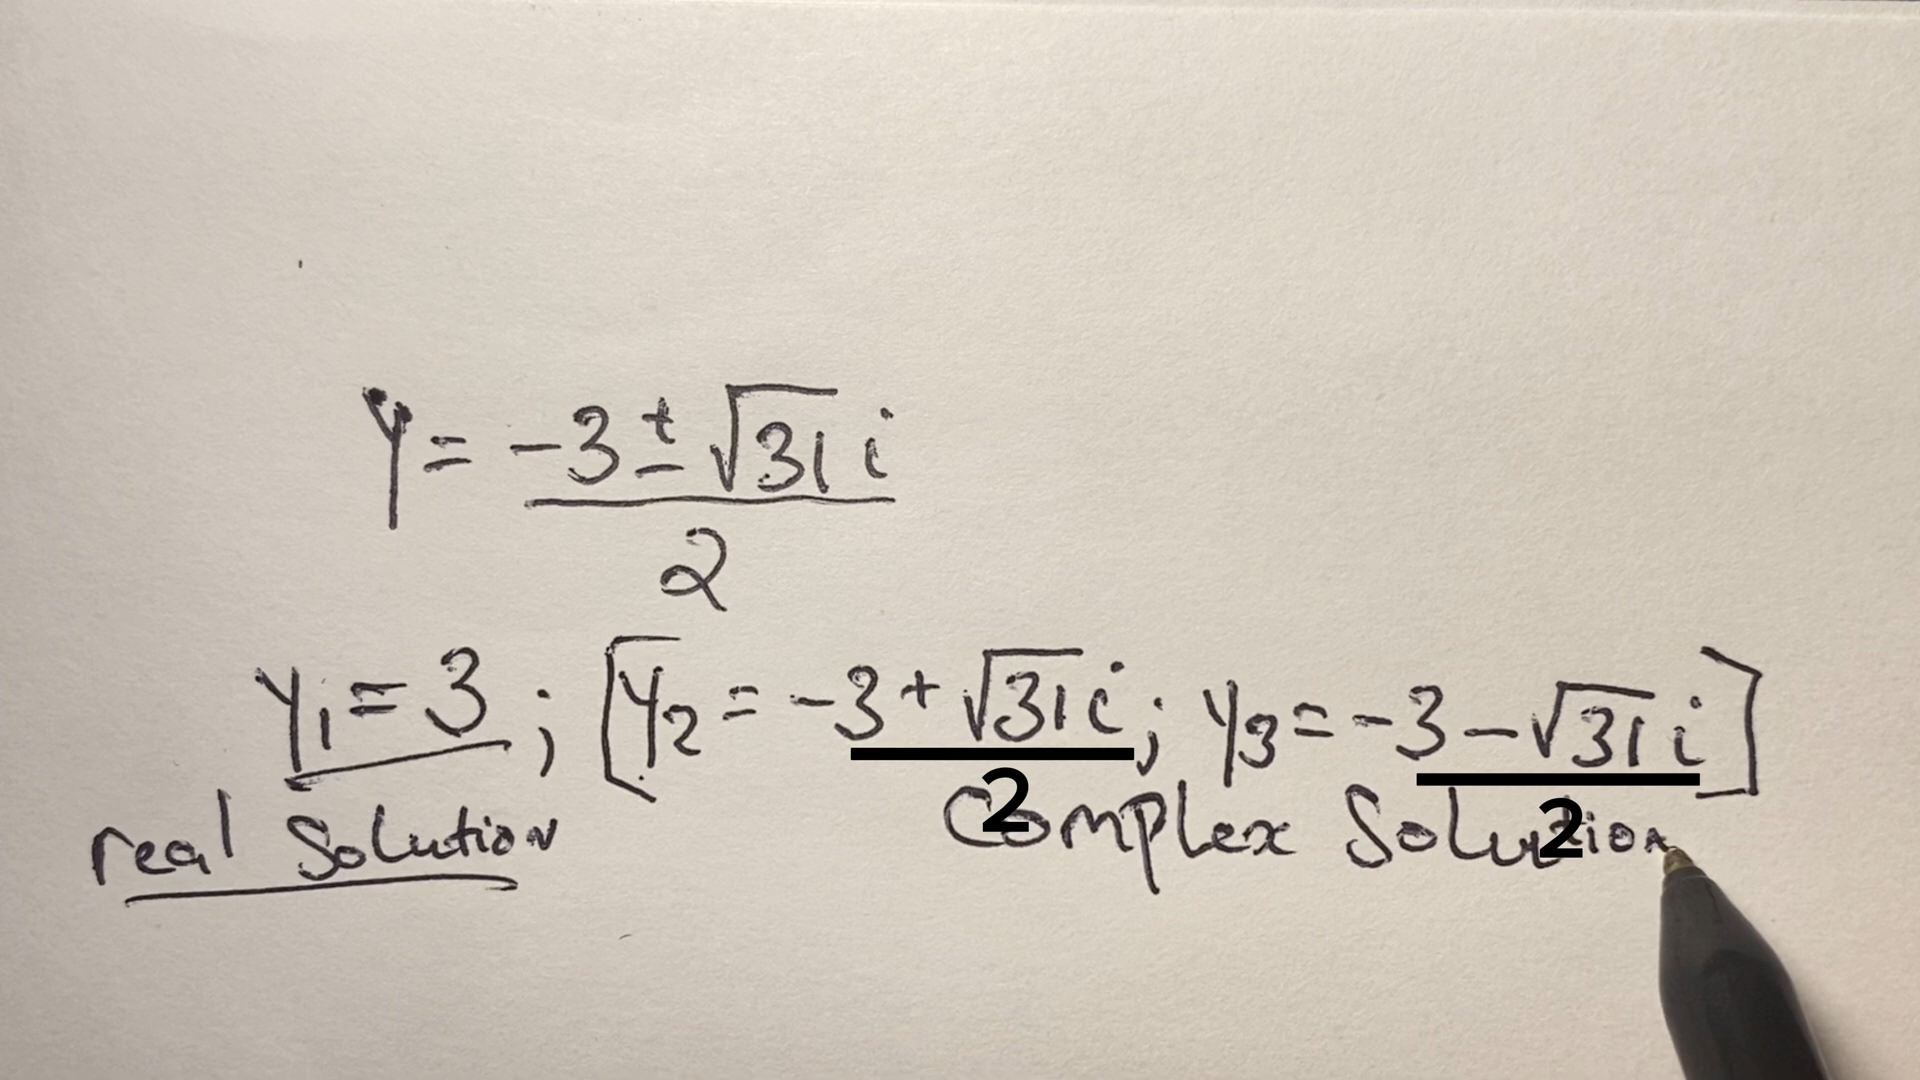 y = -3 ± √31 i
2
y₁ = 3 ; [y₂ = -3 + √31 i ; y₃ = -3 - √31 i]
2 2
real Solution Complex Solution